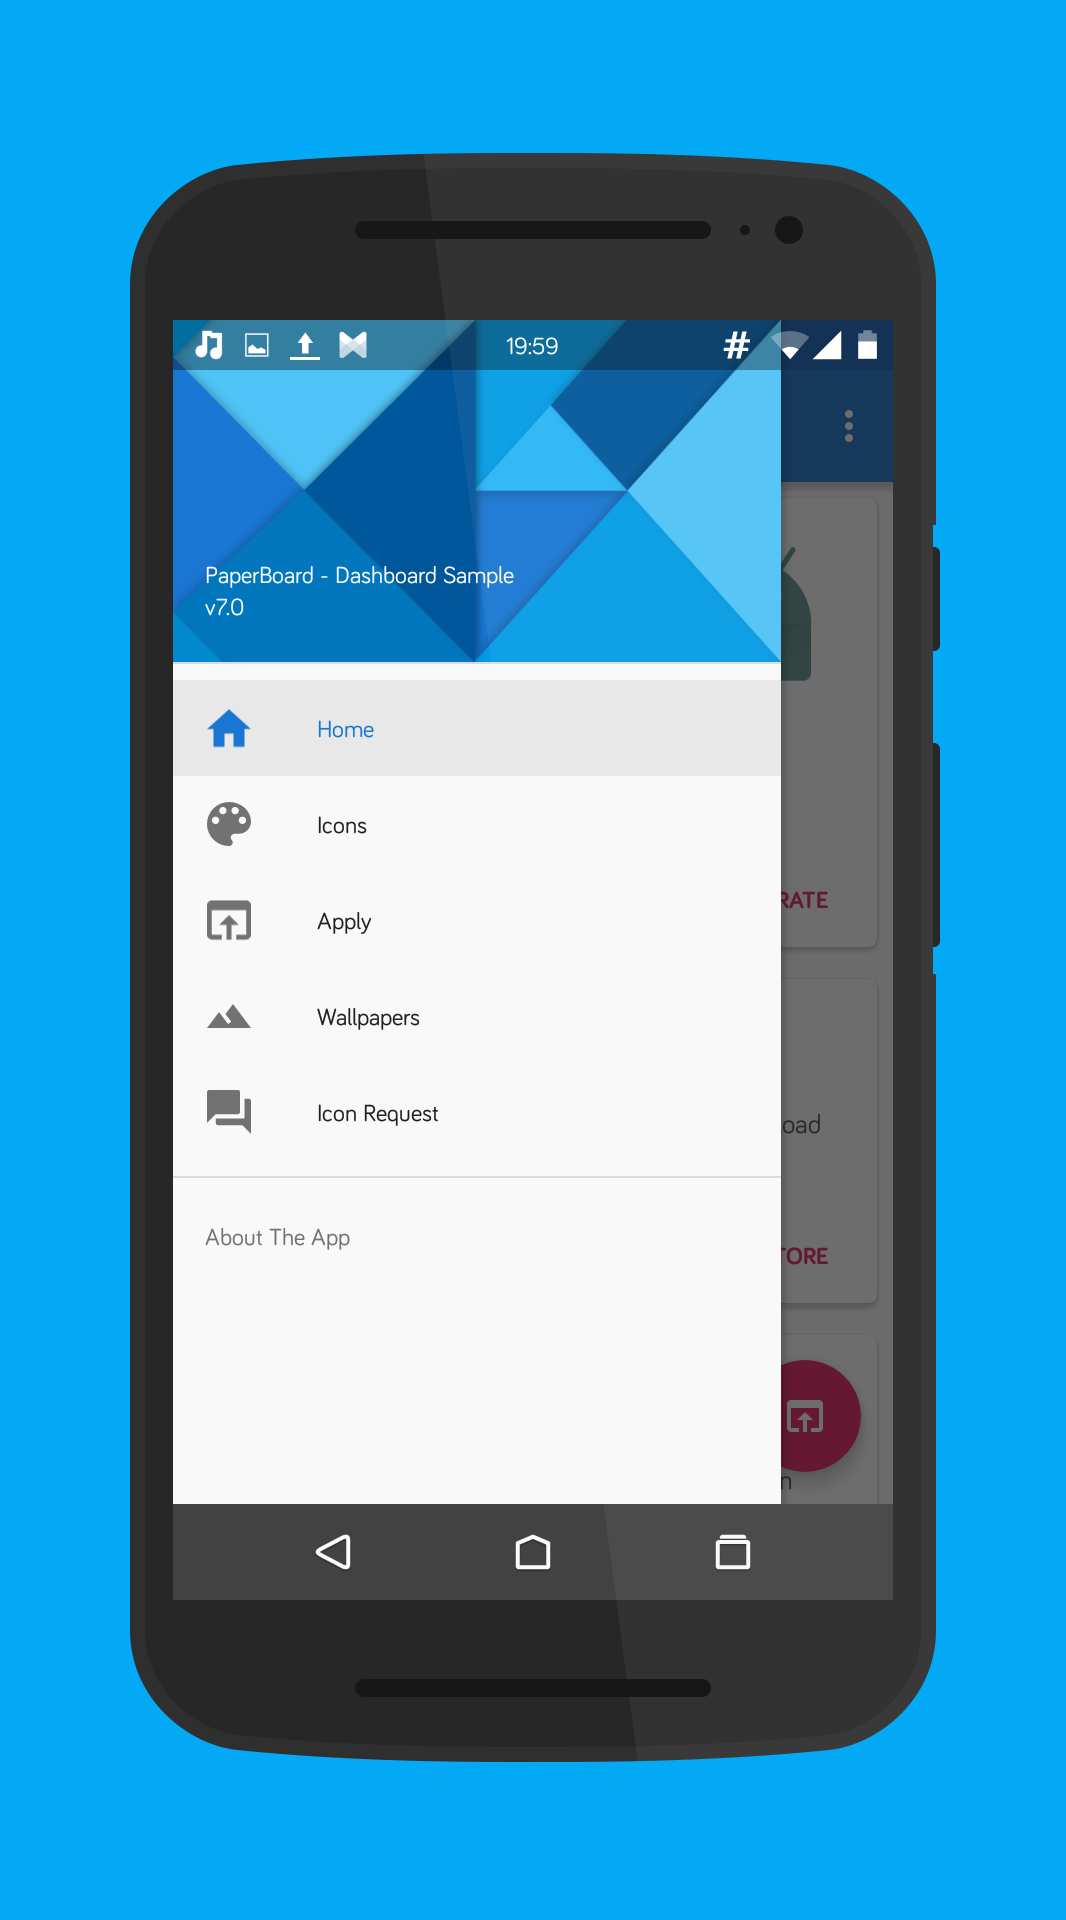 19:59
#
PaperBoard - Dashboard Sample
v7.0
Home
Icons
Apply
Wallpapers
Icon Request
About The App
RATE
oad
TORE
n